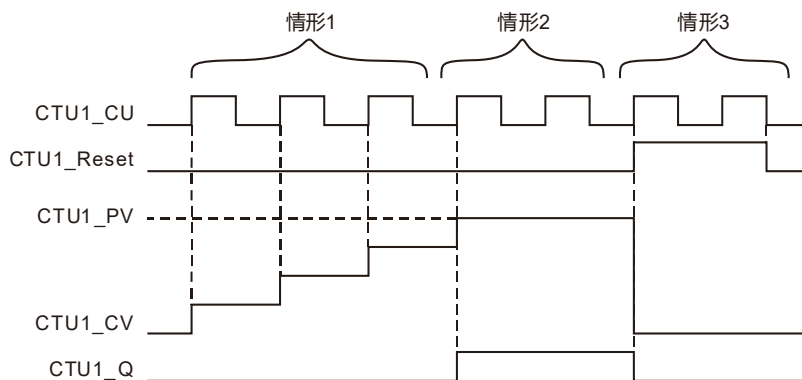 情形1 情形2 情形3
CTU1_CU
CTU1_Reset
CTU1_PV
CTU1_CV
CTU1_Q